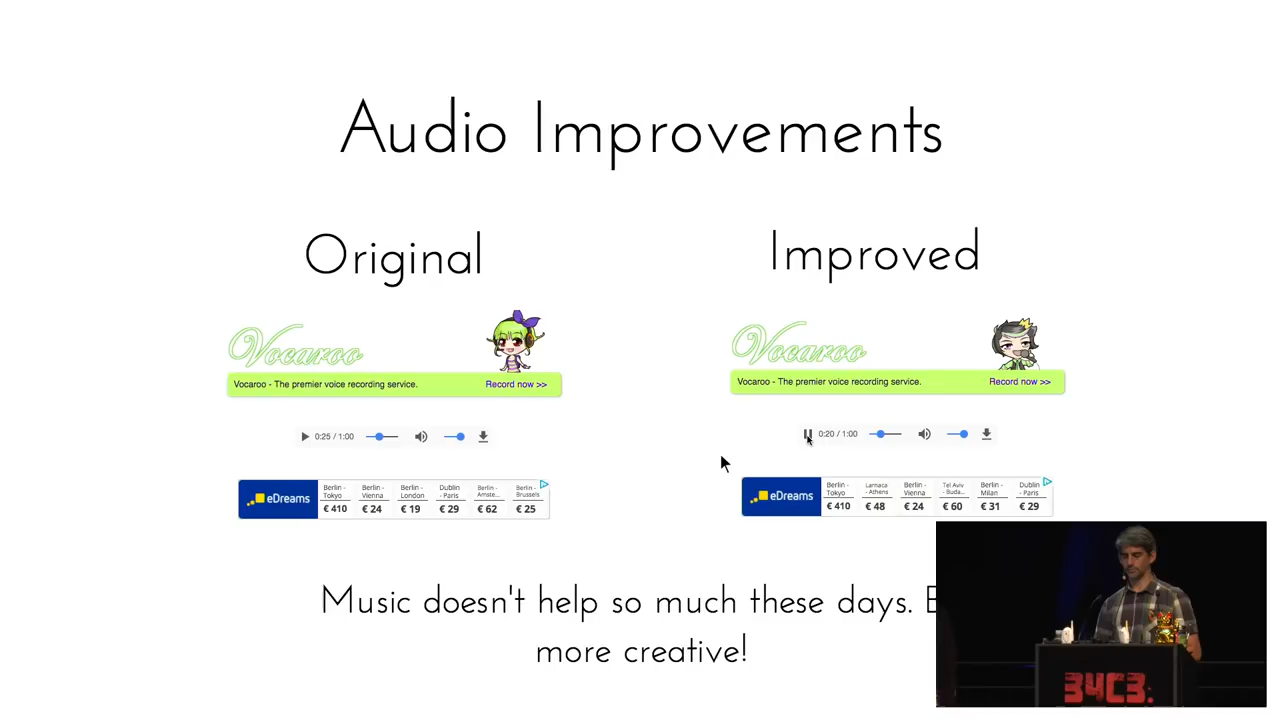 Audio Improvements
Original
Improved
Vocaroo
Vocaroo - The premier voice recording service. Record now >>
0:25 / 1:00
eDreams
Berlin - Tokyo € 410
Berlin - Vienna € 24
Berlin - London € 19
Dublin - Paris € 29
Berlin - Amste... € 62
Berlin - Brussels € 25
Vocaroo
Vocaroo - The premier voice recording service. Record now >>
0:20 / 1:00
eDreams
Berlin - Tokyo € 410
Larnaca - Athens € 48
Berlin - Vienna € 24
Tel Aviv - Buda... € 60
Berlin - Milan € 31
Dublin - Paris € 29
Music doesn't help so much these days.
more creative!
34C3.